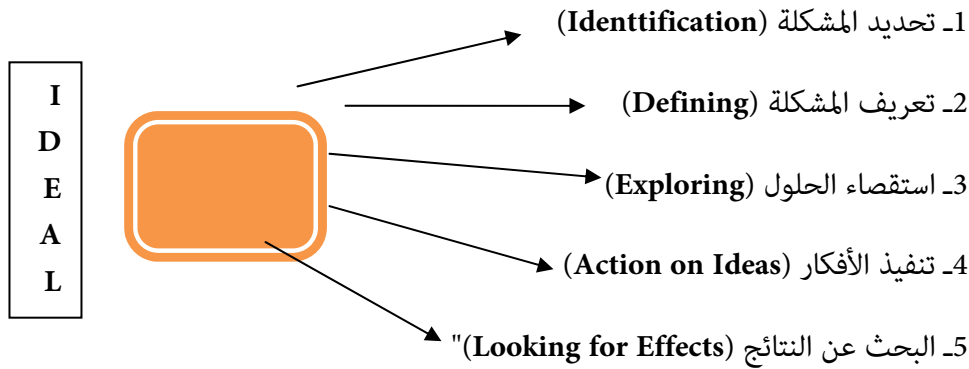 1ـ تحديد المشكلة (Identtification)
2ـ تعريف المشكلة (Defining)
3ـ استقصاء الحلول (Exploring)
4ـ تنفيذ الأفكار (Action on Ideas)
5ـ البحث عن النتائج (Looking for Effects)"
I
D
E
A
L